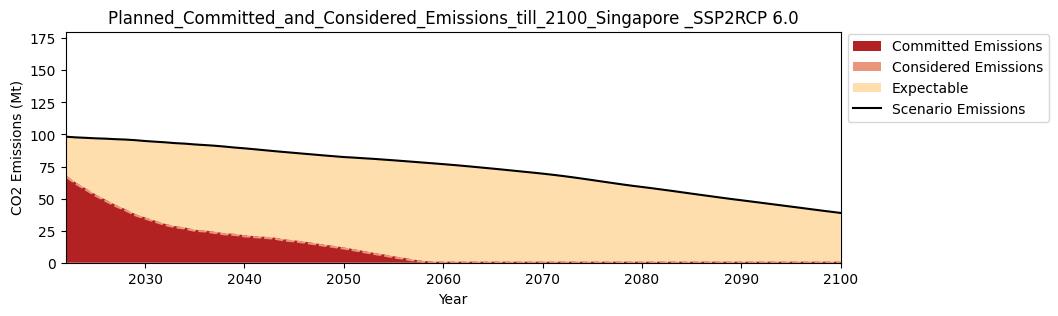 Planned_Committed_and_Considered_Emissions_till_2100_Singapore _SSP2RCP 6.0
175
150
125
100
75
50
25
0
CO2 Emissions (Mt)
2030 2040 2050 2060 2070 2080 2090 2100
Year
Committed Emissions
Considered Emissions
Expectable
Scenario Emissions